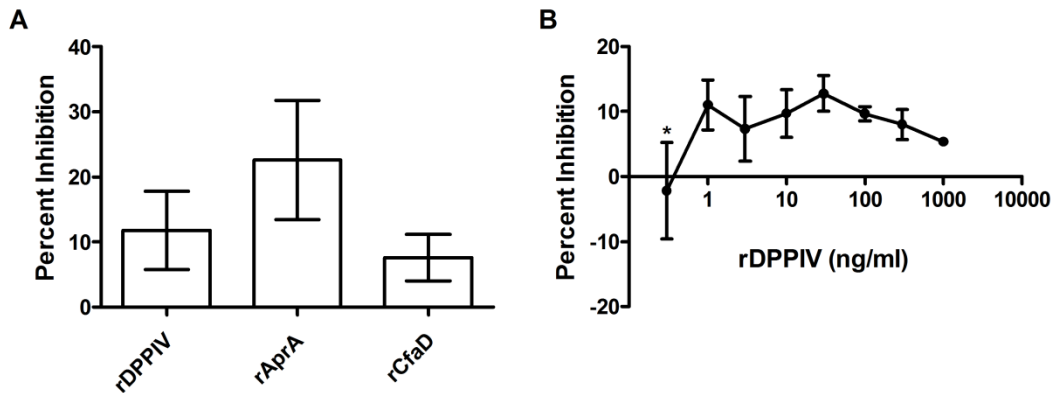 A
Percent Inhibition
40
30
20
10
0
rDPPIV
rAprA
rCfaD
B
Percent Inhibition
20
10
0
-10
-20
*
1
10
100
1000
10000
rDPPIV (ng/ml)